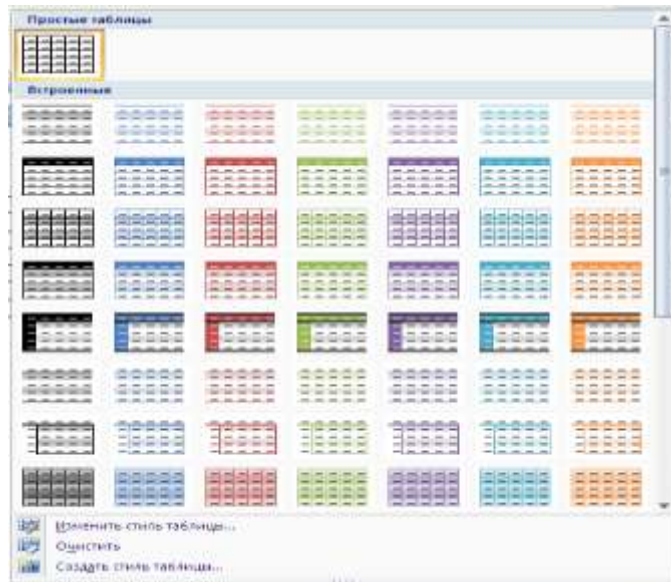 Простые таблицы
Встроенные
Изменить стиль таблицы...
Очистить
Создать стиль таблицы...